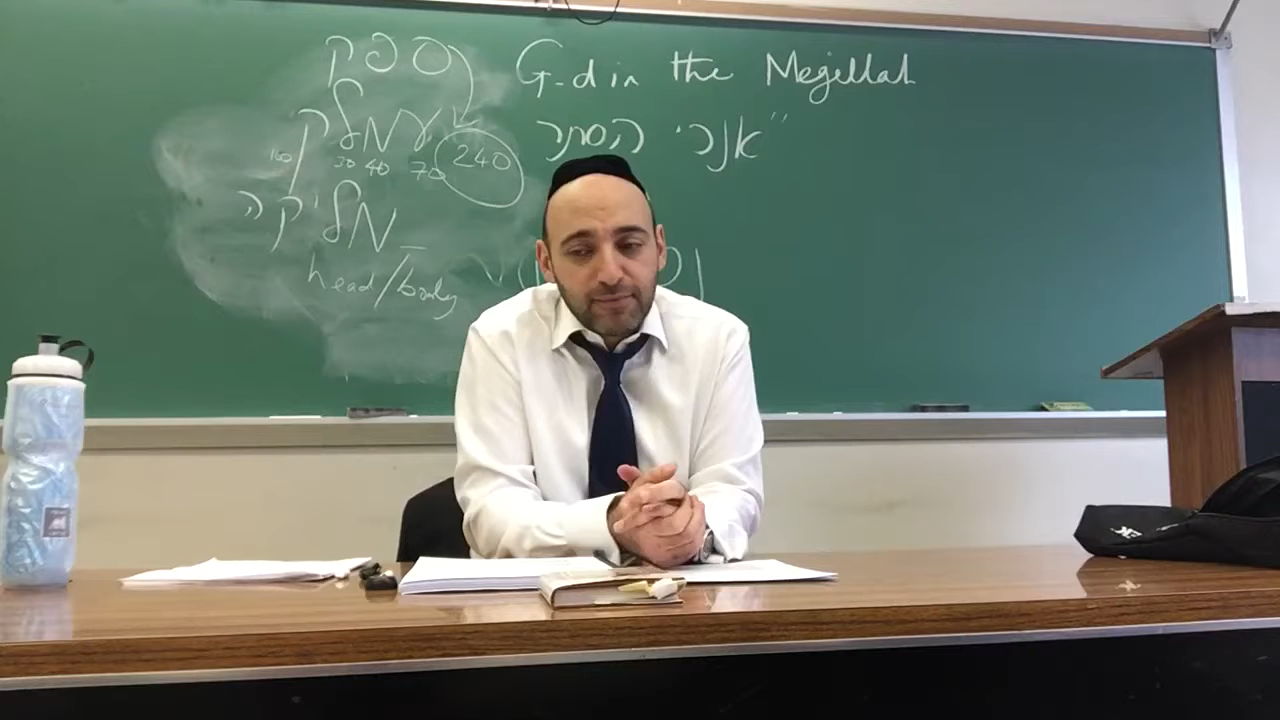 ספק
עמלק
240
70 40 30 100
מליקה
head/body
G-d in the Megillah
"אנכי הסתר